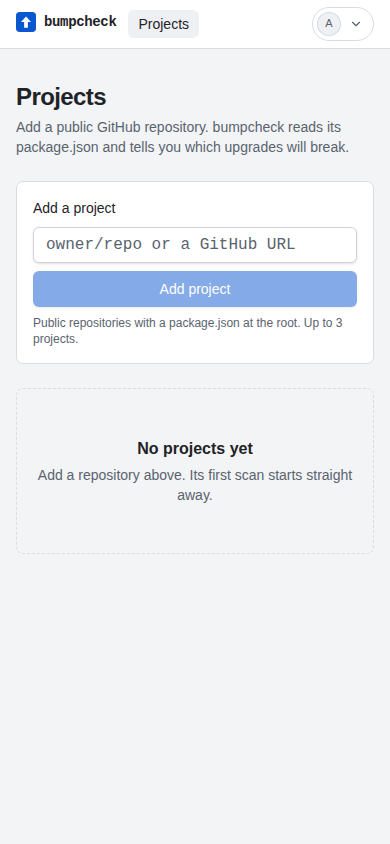 bumpcheck
Projects
A
Projects
Add a public GitHub repository. bumpcheck reads its
package.json and tells you which upgrades will break.
Add a project
owner/repo or a GitHub URL
Add project
Public repositories with a package.json at the root. Up to 3
projects.
No projects yet
Add a repository above. Its first scan starts straight
away.